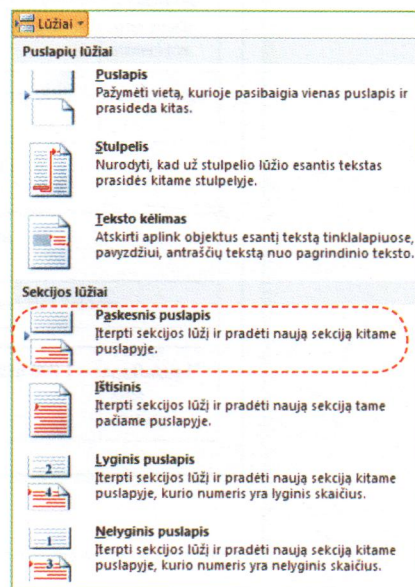 Lūžiai
Puslapių lūžiai
Puslapis
Pažymėti vietą, kurioje pasibaigia vienas puslapis ir
prasideda kitas.
Stulpelis
Nurodyti, kad už stulpelio lūžio esantis tekstas
prasidės kitame stulpelyje.
Teksto kėlimas
Atskirti aplink objektus esantį tekstą tinklalapiuose,
pavyzdžiui, antraščių tekstą nuo pagrindinio teksto.
Sekcijos lūžiai
Paskesnis puslapis
Įterpti sekcijos lūžį ir pradėti naują sekciją kitame
puslapyje.
Ištisinis
Įterpti sekcijos lūžį ir pradėti naują sekciją tame
pačiame puslapyje.
2
4
Lyginis puslapis
Įterpti sekcijos lūžį ir pradėti naują sekciją kitame
puslapyje, kurio numeris yra lyginis skaičius.
1
3
Nelyginis puslapis
Įterpti sekcijos lūžį ir pradėti naują sekciją kitame
puslapyje, kurio numeris yra nelyginis skaičius.